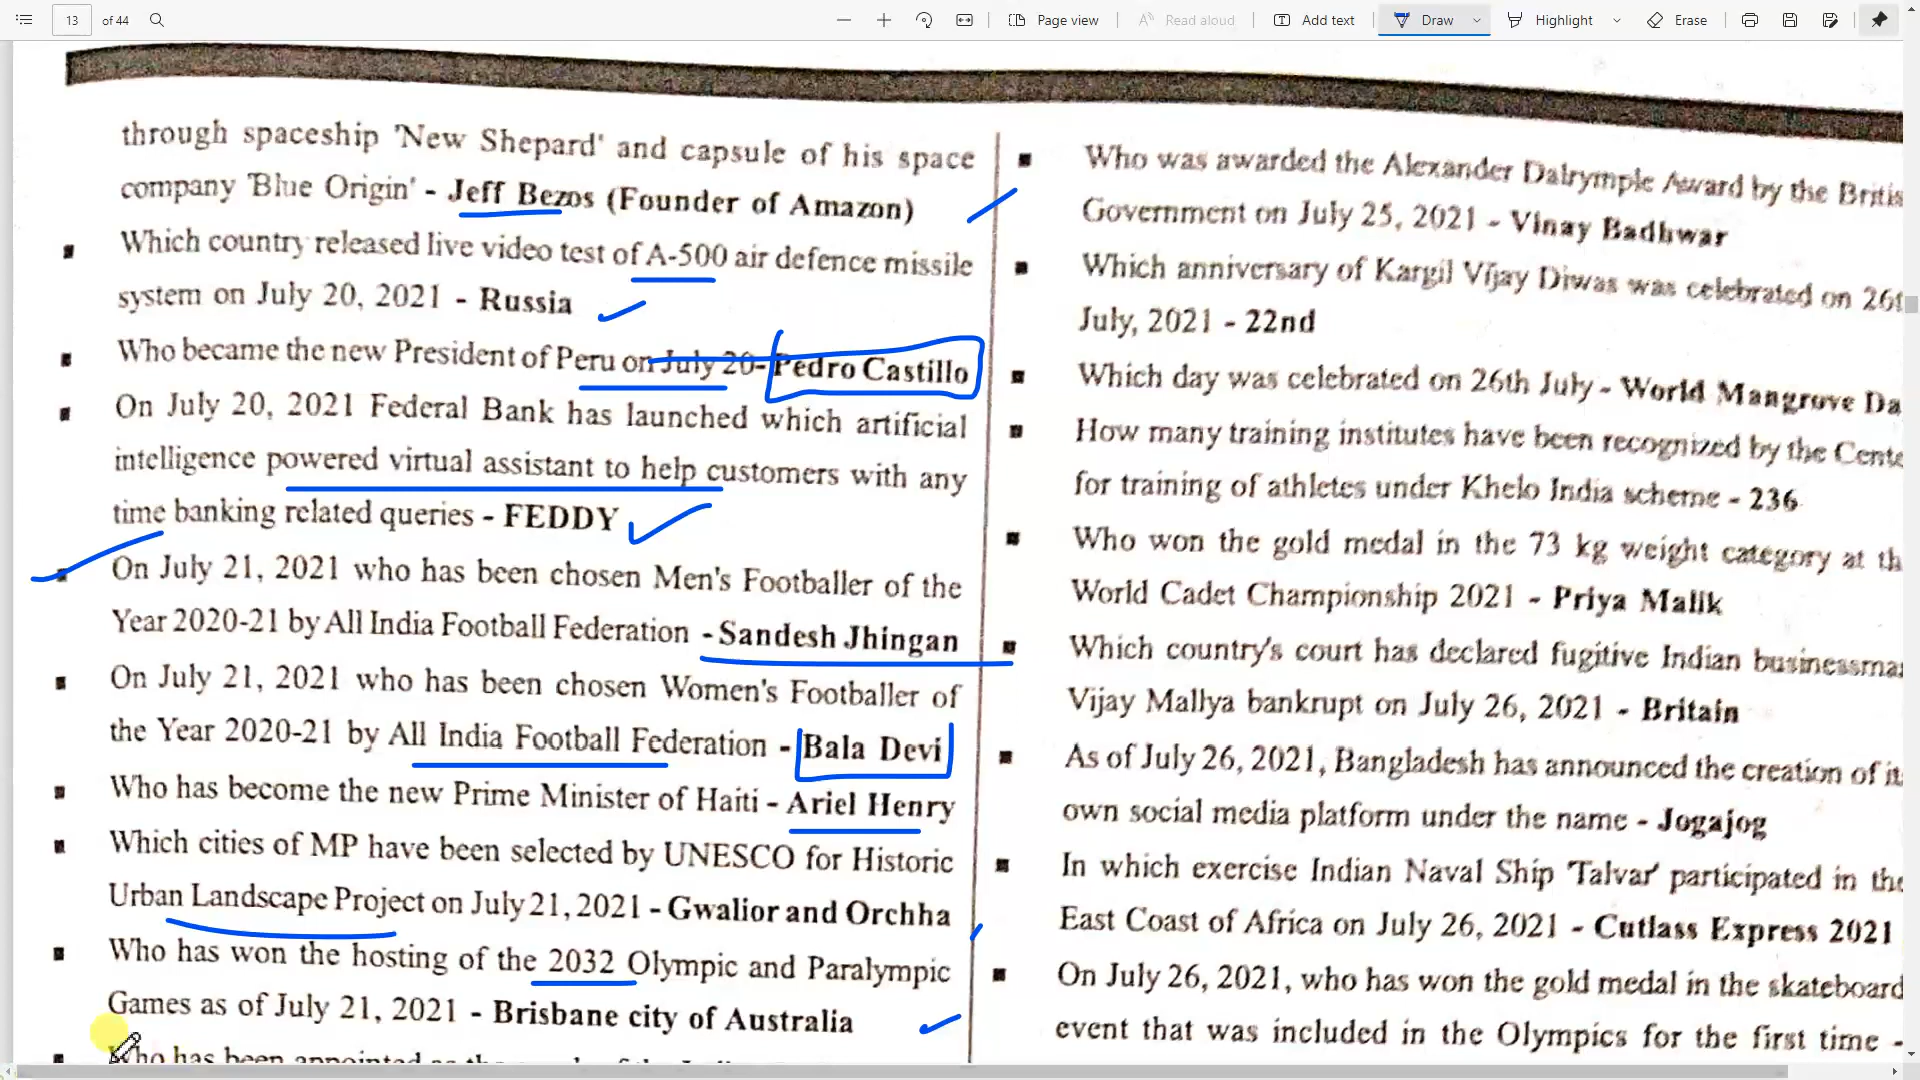 13 of 44 Page view Read aloud Add text Draw Highlight Erase
through spaceship 'New Shepard' and capsule of his space
company 'Blue Origin' - Jeff Bezos (Founder of Amazon)
Which country released live video test of A-500 air defence missile
system on July 20, 2021 - Russia
Who became the new President of Peru on July 20- Pedro Castillo
On July 20, 2021 Federal Bank has launched which artificial
intelligence powered virtual assistant to help customers with any
time banking related queries - FEDDY
On July 21, 2021 who has been chosen Men's Footballer of the
Year 2020-21 by All India Football Federation - Sandesh Jhingan
On July 21, 2021 who has been chosen Women's Footballer of
the Year 2020-21 by All India Football Federation - Bala Devi
Who has become the new Prime Minister of Haiti - Ariel Henry
Which cities of MP have been selected by UNESCO for Historic
Urban Landscape Project on July 21, 2021 - Gwalior and Orchha
Who has won the hosting of the 2032 Olympic and Paralympic
Games as of July 21, 2021 - Brisbane city of Australia
Who has been appointed as the
Who was awarded the Alexander Dalrymple Award by the Britis
Government on July 25, 2021 - Vinay Badhwar
Which anniversary of Kargil Vijay Diwas was celebrated on 26t
July, 2021 - 22nd
Which day was celebrated on 26th July - World Mangrove Da
How many training institutes have been recognized by the Cente
for training of athletes under Khelo India scheme - 236
Who won the gold medal in the 73 kg weight category at th
World Cadet Championship 2021 - Priya Malik
Which country's court has declared fugitive Indian businessma
Vijay Mallya bankrupt on July 26, 2021 - Britain
As of July 26, 2021, Bangladesh has announced the creation of it
own social media platform under the name - Jogajog
In which exercise Indian Naval Ship 'Talvar' participated in the
East Coast of Africa on July 26, 2021 - Cutlass Express 2021
On July 26, 2021, who has won the gold medal in the skateboard
event that was included in the Olympics for the first time -